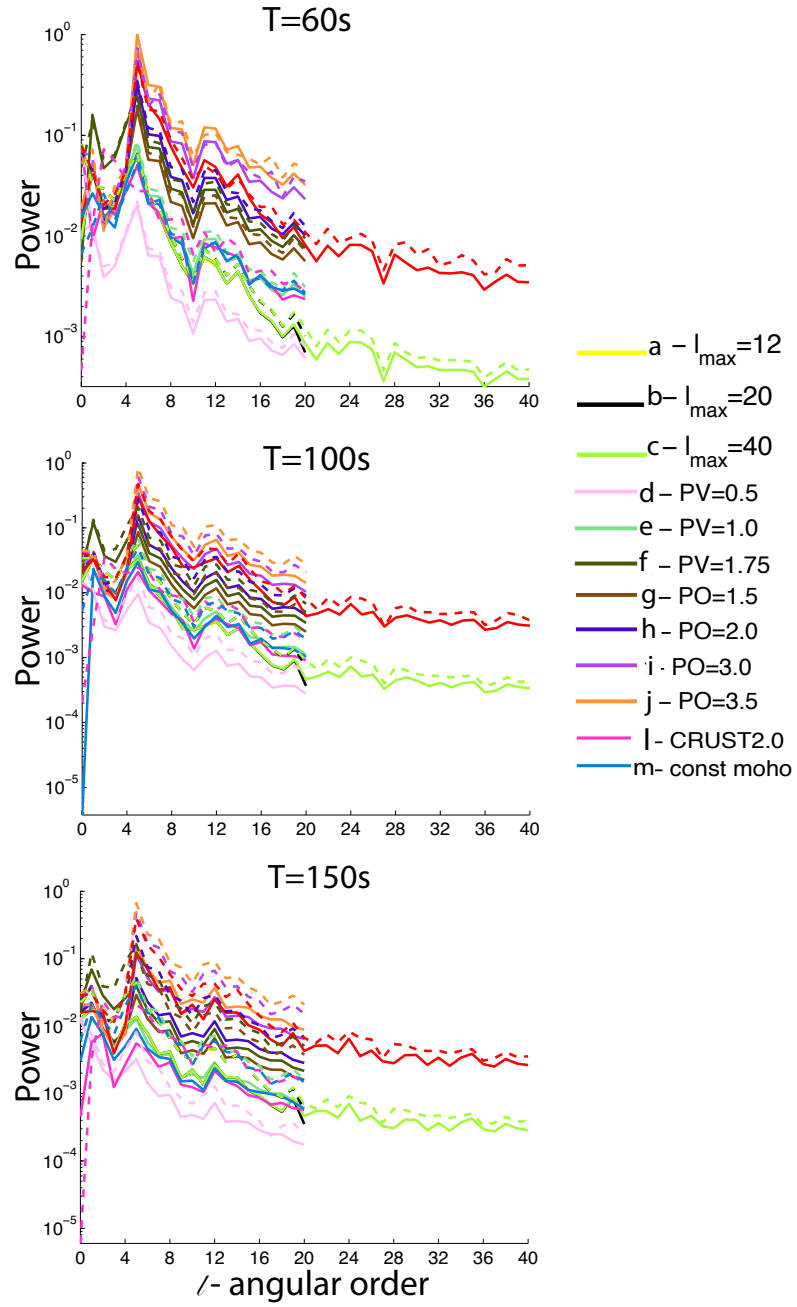 T=60s
Power
10^0
10^-1
10^-2
10^-3
0 4 8 12 16 20 24 28 32 36 40
T=100s
Power
10^0
10^-1
10^-2
10^-3
10^-4
10^-5
0 4 8 12 16 20 24 28 32 36 40
T=150s
Power
10^0
10^-1
10^-2
10^-3
10^-4
10^-5
0 4 8 12 16 20 24 28 32 36 40
ℓ- angular order
a – l_max=12
b– l_max=20
c– l_max=40
d – PV=0.5
e – PV=1.0
f – PV=1.75
g – PO=1.5
h – PO=2.0
i - PO=3.0
j – PO=3.5
l – CRUST2.0
m– const moho